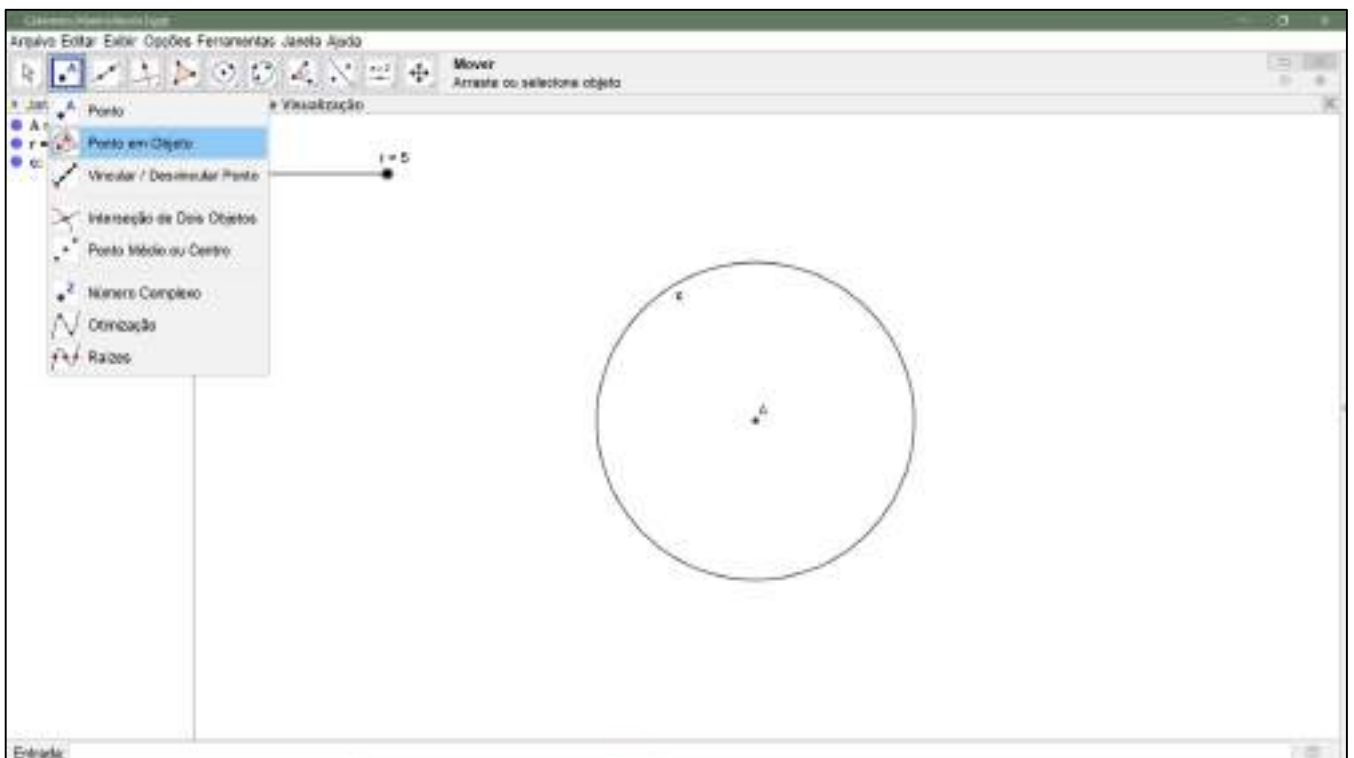 Arquivo Editar Exibir Opções Ferramentas Janela Ajuda
Mover
Arraste ou selecione objeto
e Visualização
Ponto
Ponto em Objeto
Vincular / Desvincular Ponto
Interseção de Dois Objetos
Ponto Médio ou Centro
Número Complexo
Otimização
Raízes
r = 5
c
A
Entrada: